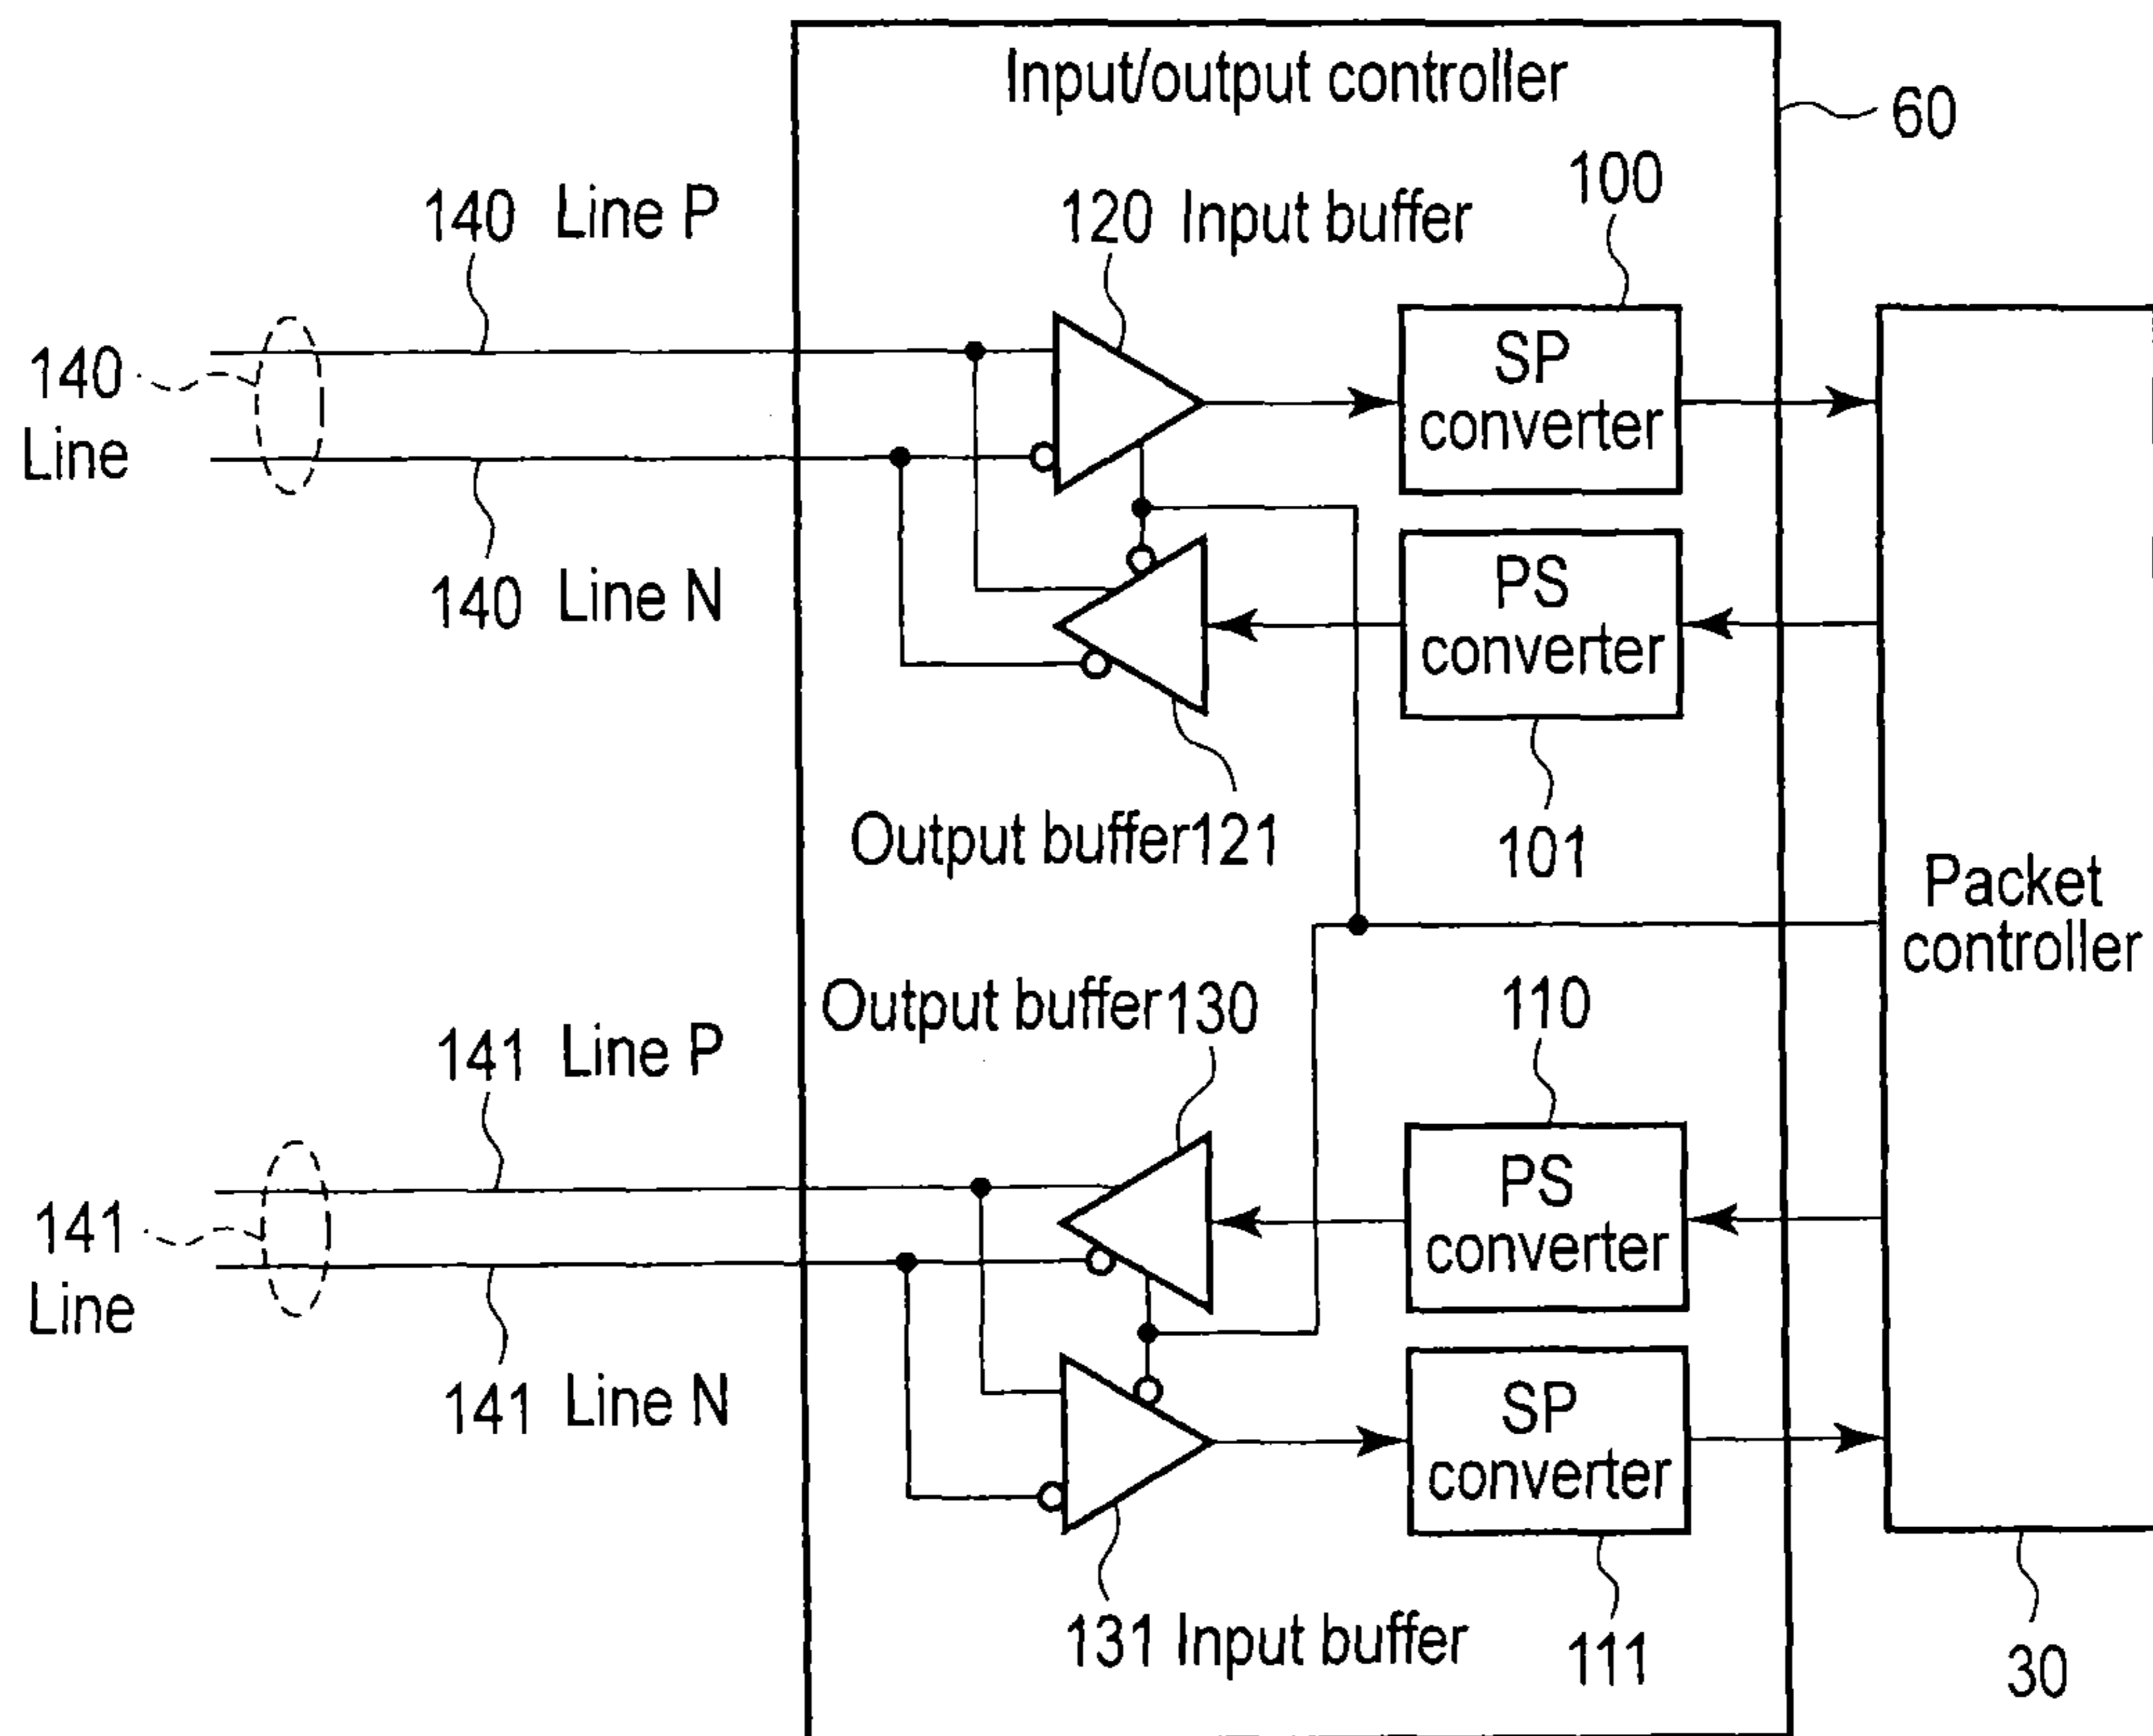 Input/output controller
60
100
140 Line P
120 Input buffer
140
Line
SP
converter
140 Line N
PS
converter
Output buffer121
101
Packet
controller
Output buffer130
110
141 Line P
PS
converter
141
Line
141 Line N
SP
converter
131 Input buffer
111
30